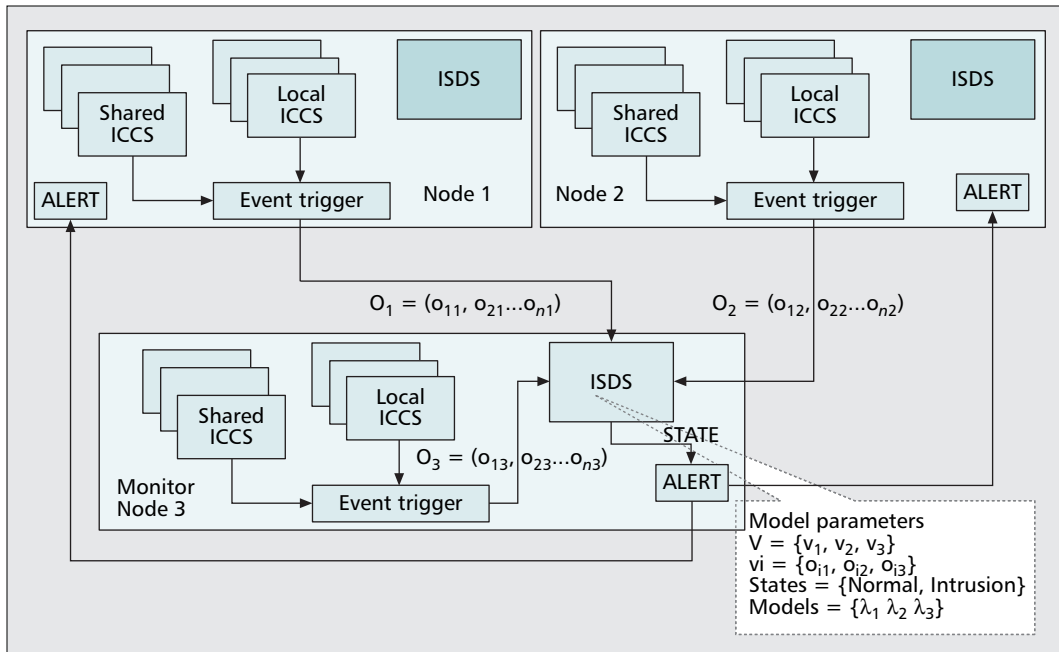 Shared
ICCS
Local
ICCS
ISDS
ALERT
Event trigger
Node 1
Shared
ICCS
Local
ICCS
ISDS
Node 2
Event trigger
ALERT
O₁ = (o₁₁, o₂₁...oₙ₁)
O₂ = (o₁₂, o₂₂...oₙ₂)
Shared
ICCS
Local
ICCS
ISDS
STATE
O₃ = (o₁₃, o₂₃...oₙ₃)
Monitor
Node 3
Event trigger
ALERT
Model parameters
V = {v₁, v₂, v₃}
vi = {oᵢ₁, oᵢ₂, oᵢ₃}
States = {Normal, Intrusion}
Models = {λ₁ λ₂ λ₃}